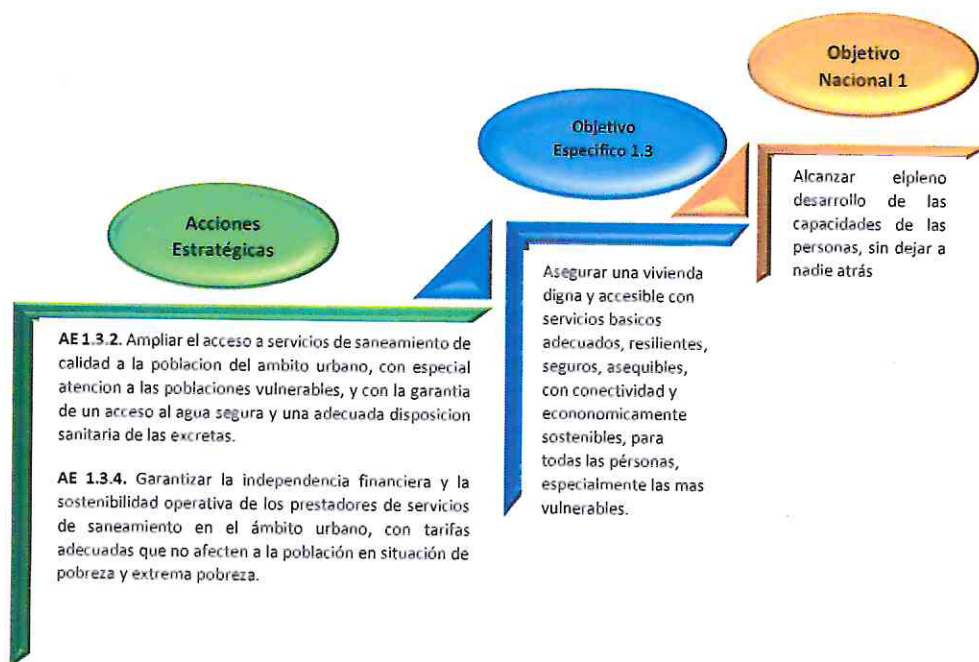 Objetivo
Nacional 1
Alcanzar elpleno
desarrollo de las
capacidades de las
personas, sin dejar a
nadie atrás
Objetivo
Especifico 1.3
Asegurar una vivienda
digna y accesible con
servicios basicos
adecuados, resilientes,
seguros, asequibles,
con conectividad y
econonomicamente
sostenibles, para
todas las pérsonas,
especialmente las mas
vulnerables.
Acciones
Estratégicas
AE 1.3.2. Ampliar el acceso a servicios de saneamiento de
calidad a la poblacion del ambito urbano, con especial
atencion a las poblaciones vulnerables, y con la garantia
de un acceso al agua segura y una adecuada disposicion
sanitaria de las excretas.
AE 1.3.4. Garantizar la independencia financiera y la
sostenibilidad operativa de los prestadores de servicios
de saneamiento en el ámbito urbano, con tarifas
adecuadas que no afecten a la población en situación de
pobreza y extrema pobreza.